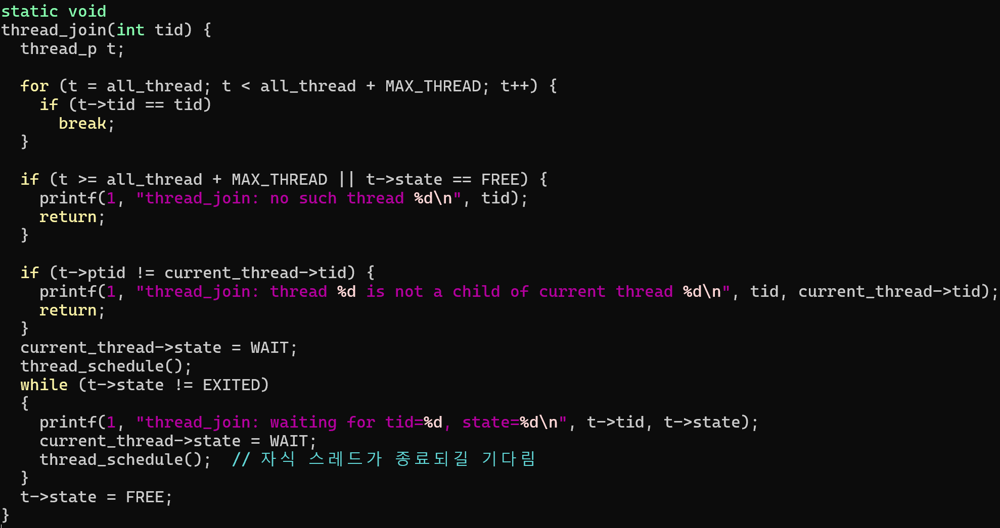 static void
thread_join(int tid) {
  thread_p t;

  for (t = all_thread; t < all_thread + MAX_THREAD; t++) {
    if (t->tid == tid)
      break;
  }

  if (t >= all_thread + MAX_THREAD || t->state == FREE) {
    printf(1, "thread_join: no such thread %d\n", tid);
    return;
  }

  if (t->ptid != current_thread->tid) {
    printf(1, "thread_join: thread %d is not a child of current thread %d\n", tid, current_thread->tid);
    return;
  }
  current_thread->state = WAIT;
  thread_schedule();
  while (t->state != EXITED)
  {
    printf(1, "thread_join: waiting for tid=%d, state=%d\n", t->tid, t->state);
    current_thread->state = WAIT;
    thread_schedule();  // 자식 스레드가 종료되길 기다림
  }
  t->state = FREE;
}